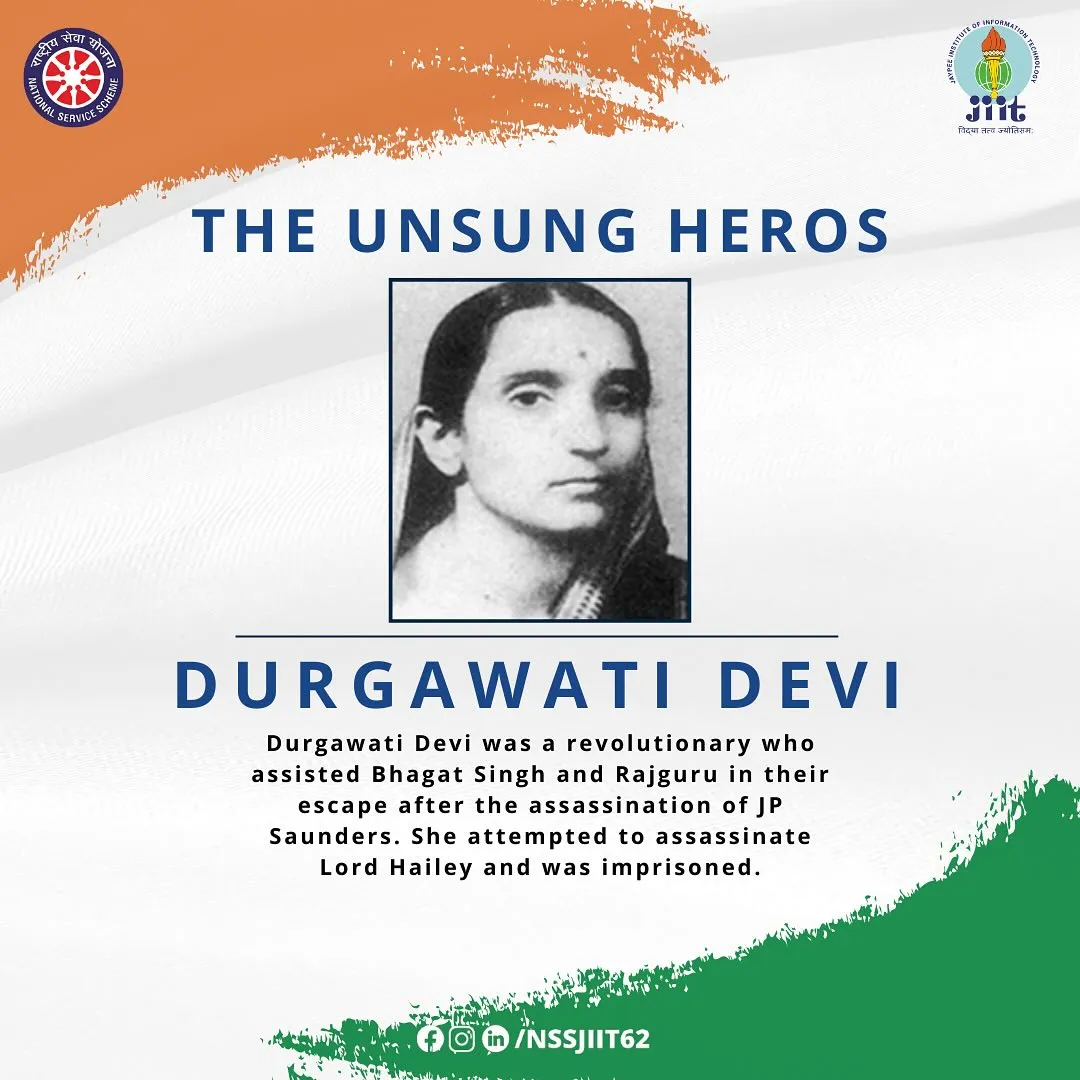 राष्ट्रीय सेवा योजना
NATIONAL SERVICE SCHEME
JAYPEE INSTITUTE OF INFORMATION TECHNOLOGY
jiit
विद्या तत्व ज्योतिसम:
THE UNSUNG HEROS
DURGAWATI DEVI
Durgawati Devi was a revolutionary who
assisted Bhagat Singh and Rajguru in their
escape after the assassination of JP
Saunders. She attempted to assassinate
Lord Hailey and was imprisoned.
/NSSJIIT62